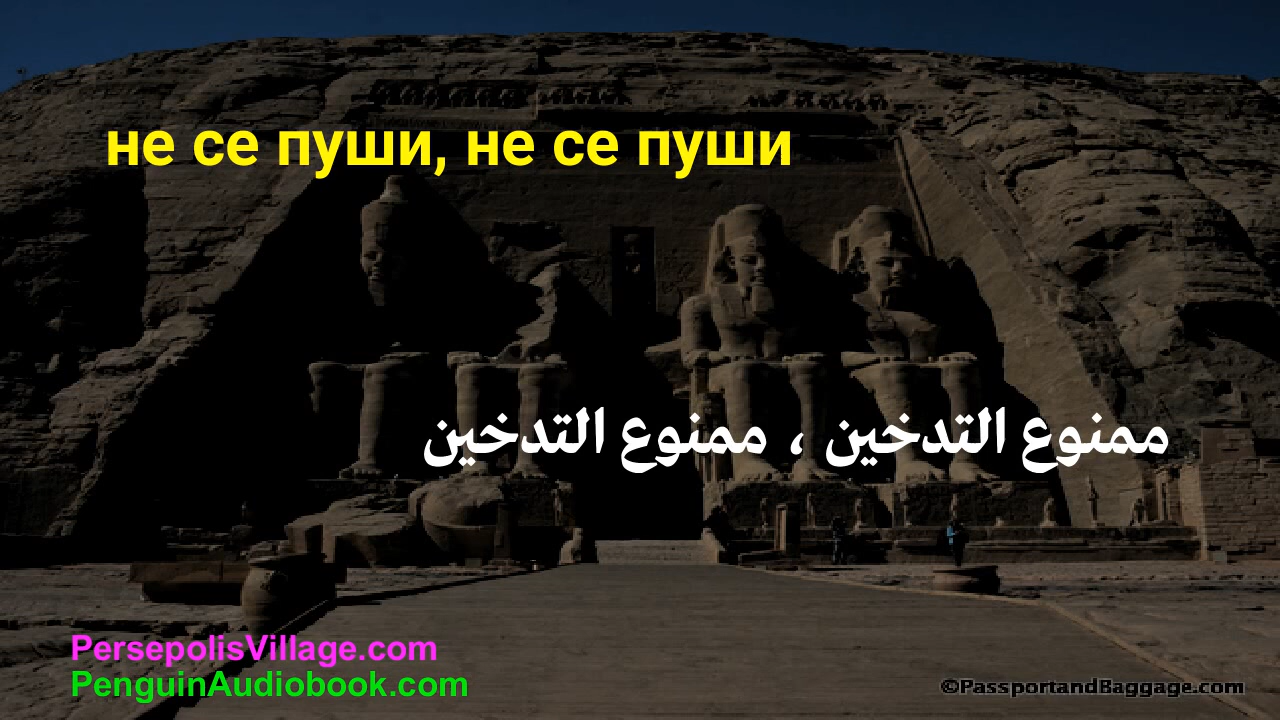 не се пуши, не се пуши
ممنوع التدخين ، ممنوع التدخين
PersepolisVillage.com
PenguinAudiobook.com
©PassportandBaggage.com